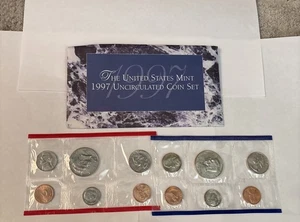 1997
THE UNITED STATES MINT
1997 UNCIRCULATED COIN SET